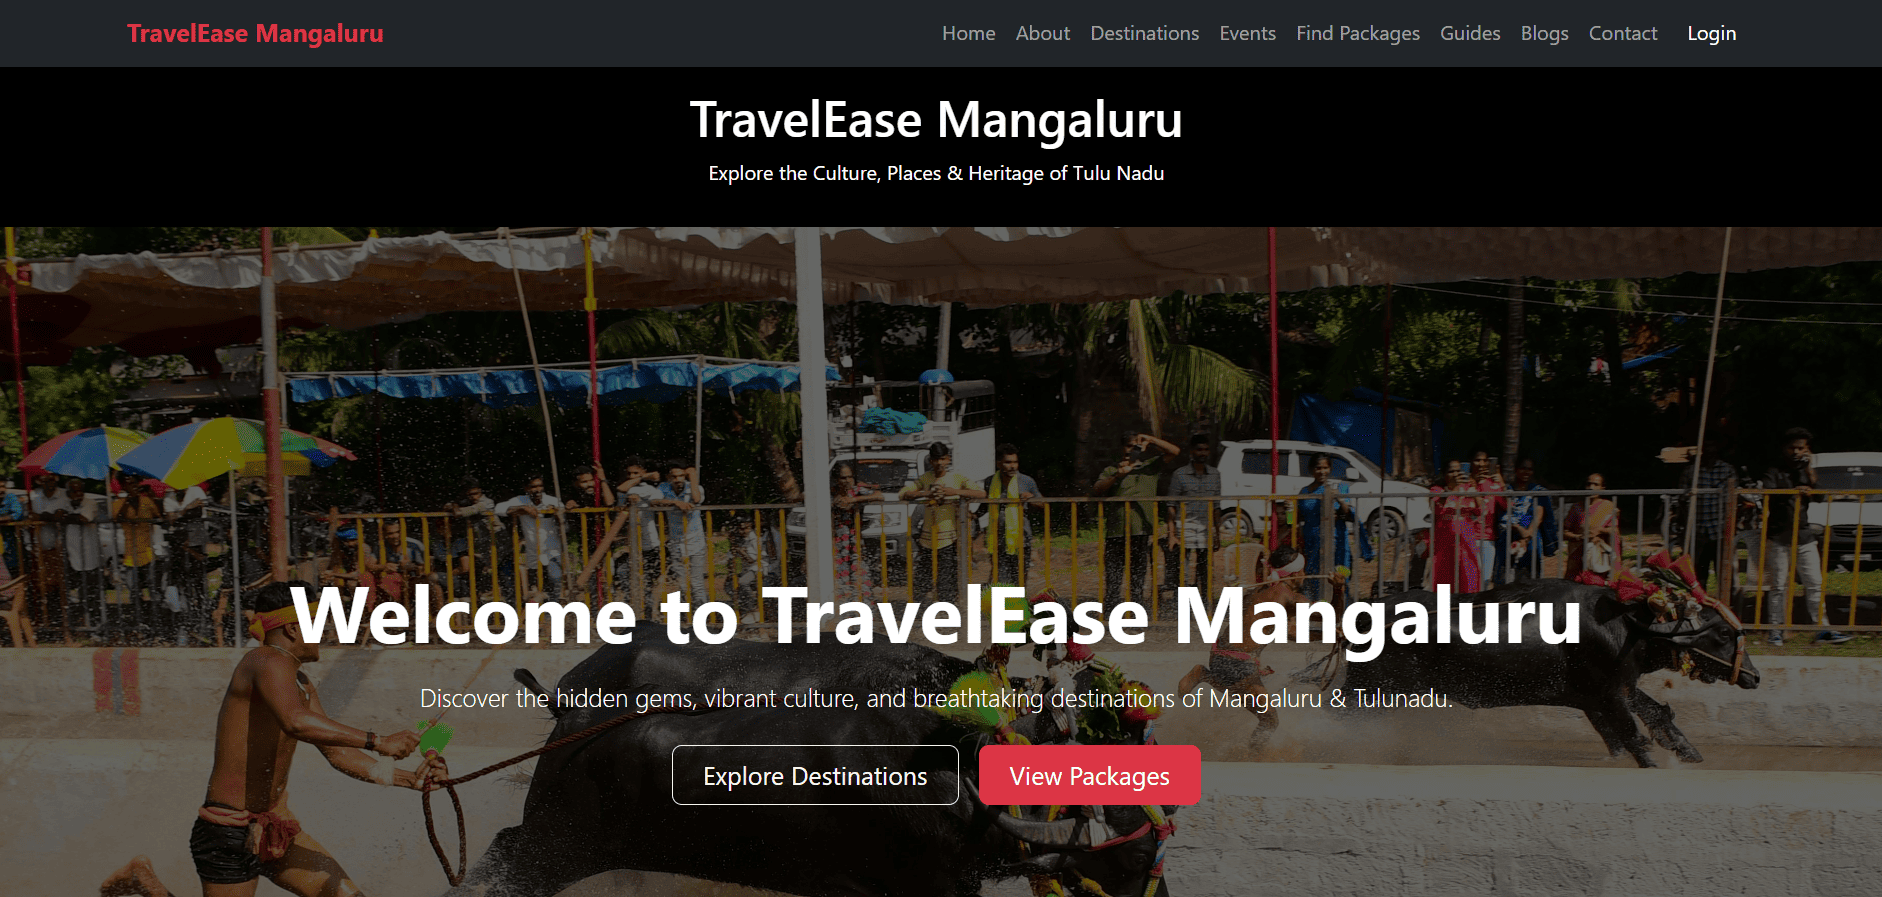 TravelEase Mangaluru
Home About Destinations Events Find Packages Guides Blogs Contact Login
TravelEase Mangaluru
Explore the Culture, Places & Heritage of Tulu Nadu
Welcome to TravelEase Mangaluru
Discover the hidden gems, vibrant culture, and breathtaking destinations of Mangaluru & Tulunadu.
Explore Destinations View Packages